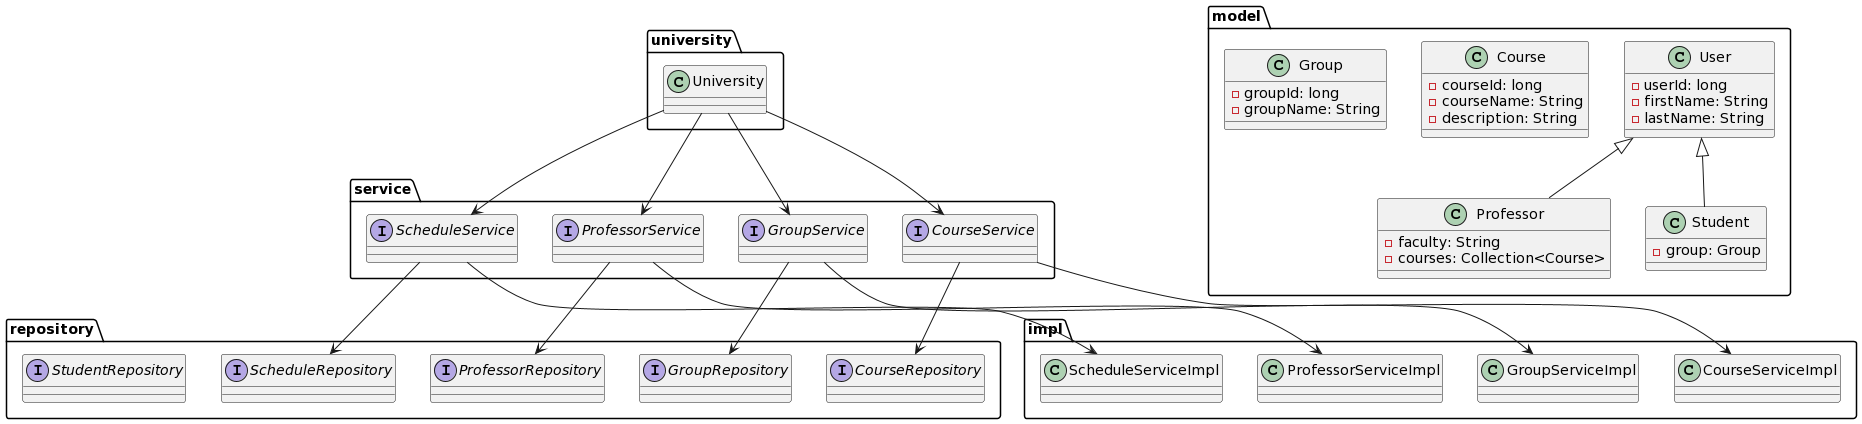 university
C University
service
I ScheduleService
I ProfessorService
I GroupService
I CourseService
repository
I StudentRepository
I ScheduleRepository
I ProfessorRepository
I GroupRepository
I CourseRepository
impl
C ScheduleServiceImpl
C ProfessorServiceImpl
C GroupServiceImpl
C CourseServiceImpl
model
C Group
groupId: long
groupName: String
C Course
courseId: long
courseName: String
description: String
C User
userId: long
firstName: String
lastName: String
C Professor
faculty: String
courses: Collection<Course>
C Student
group: Group